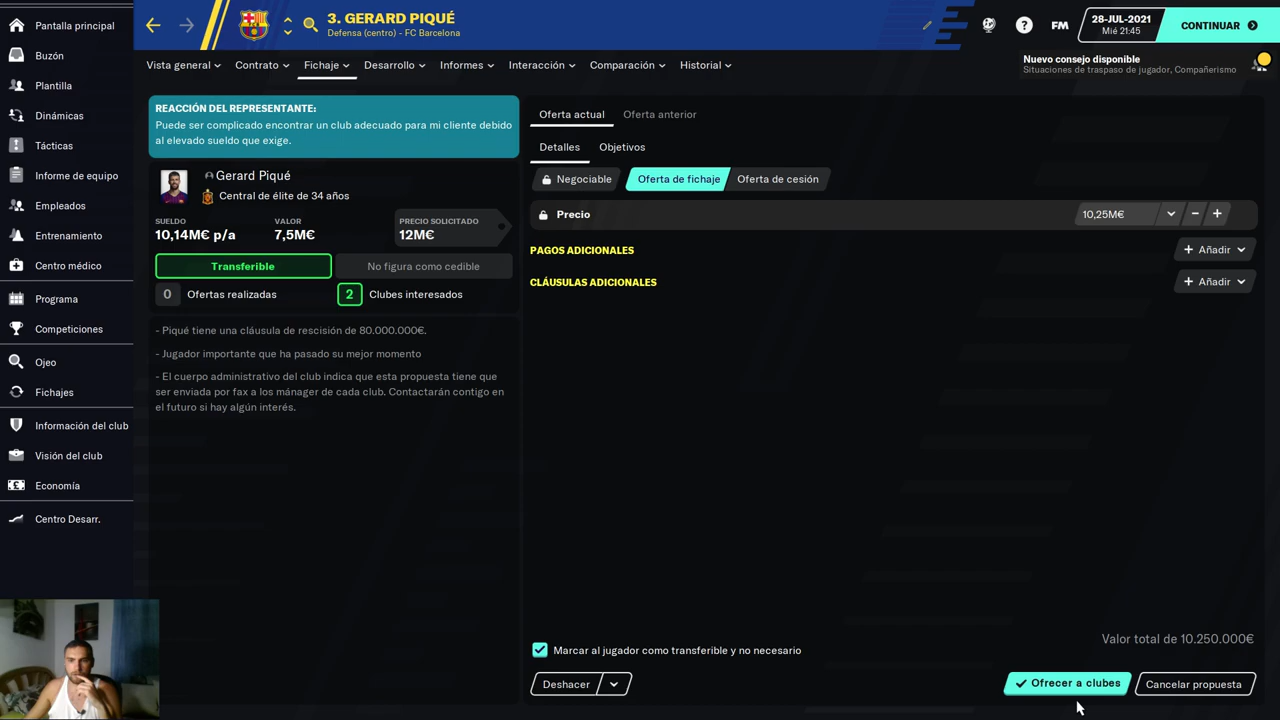 Pantalla principal
Buzón
Plantilla
Dinámicas
Tácticas
Informe de equipo
Empleados
Entrenamiento
Centro médico
Programa
Competiciones
Ojeo
Fichajes
Información del club
Visión del club
Economía
Centro Desarr.
3. GERARD PIQUÉ
Defensa (centro) - FC Barcelona
FM
28-JUL-2021
Mié 21:45
CONTINUAR
Vista general
Contrato
Fichaje
Desarrollo
Informes
Interacción
Comparación
Historial
Nuevo consejo disponible
Situaciones de traspaso de jugador, Compañerismo
REACCIÓN DEL REPRESENTANTE:
Puede ser complicado encontrar un club adecuado para mi cliente debido
al elevado sueldo que exige.
Gerard Piqué
Central de élite de 34 años
SUELDO
10,14M€ p/a
VALOR
7,5M€
PRECIO SOLICITADO
12M€
Transferible
No figura como cedible
0 Ofertas realizadas
2 Clubes interesados
- Piqué tiene una cláusula de rescisión de 80.000.000€.
- Jugador importante que ha pasado su mejor momento
- El cuerpo administrativo del club indica que esta propuesta tiene que
ser enviada por fax a los mánager de cada club. Contactarán contigo en
el futuro si hay algún interés.
Oferta actual
Oferta anterior
Detalles
Objetivos
Negociable
Oferta de fichaje
Oferta de cesión
Precio
10,25M€
PAGOS ADICIONALES
Añadir
CLÁUSULAS ADICIONALES
Añadir
Valor total de 10.250.000€
Marcar al jugador como transferible y no necesario
Deshacer
Ofrecer a clubes
Cancelar propuesta